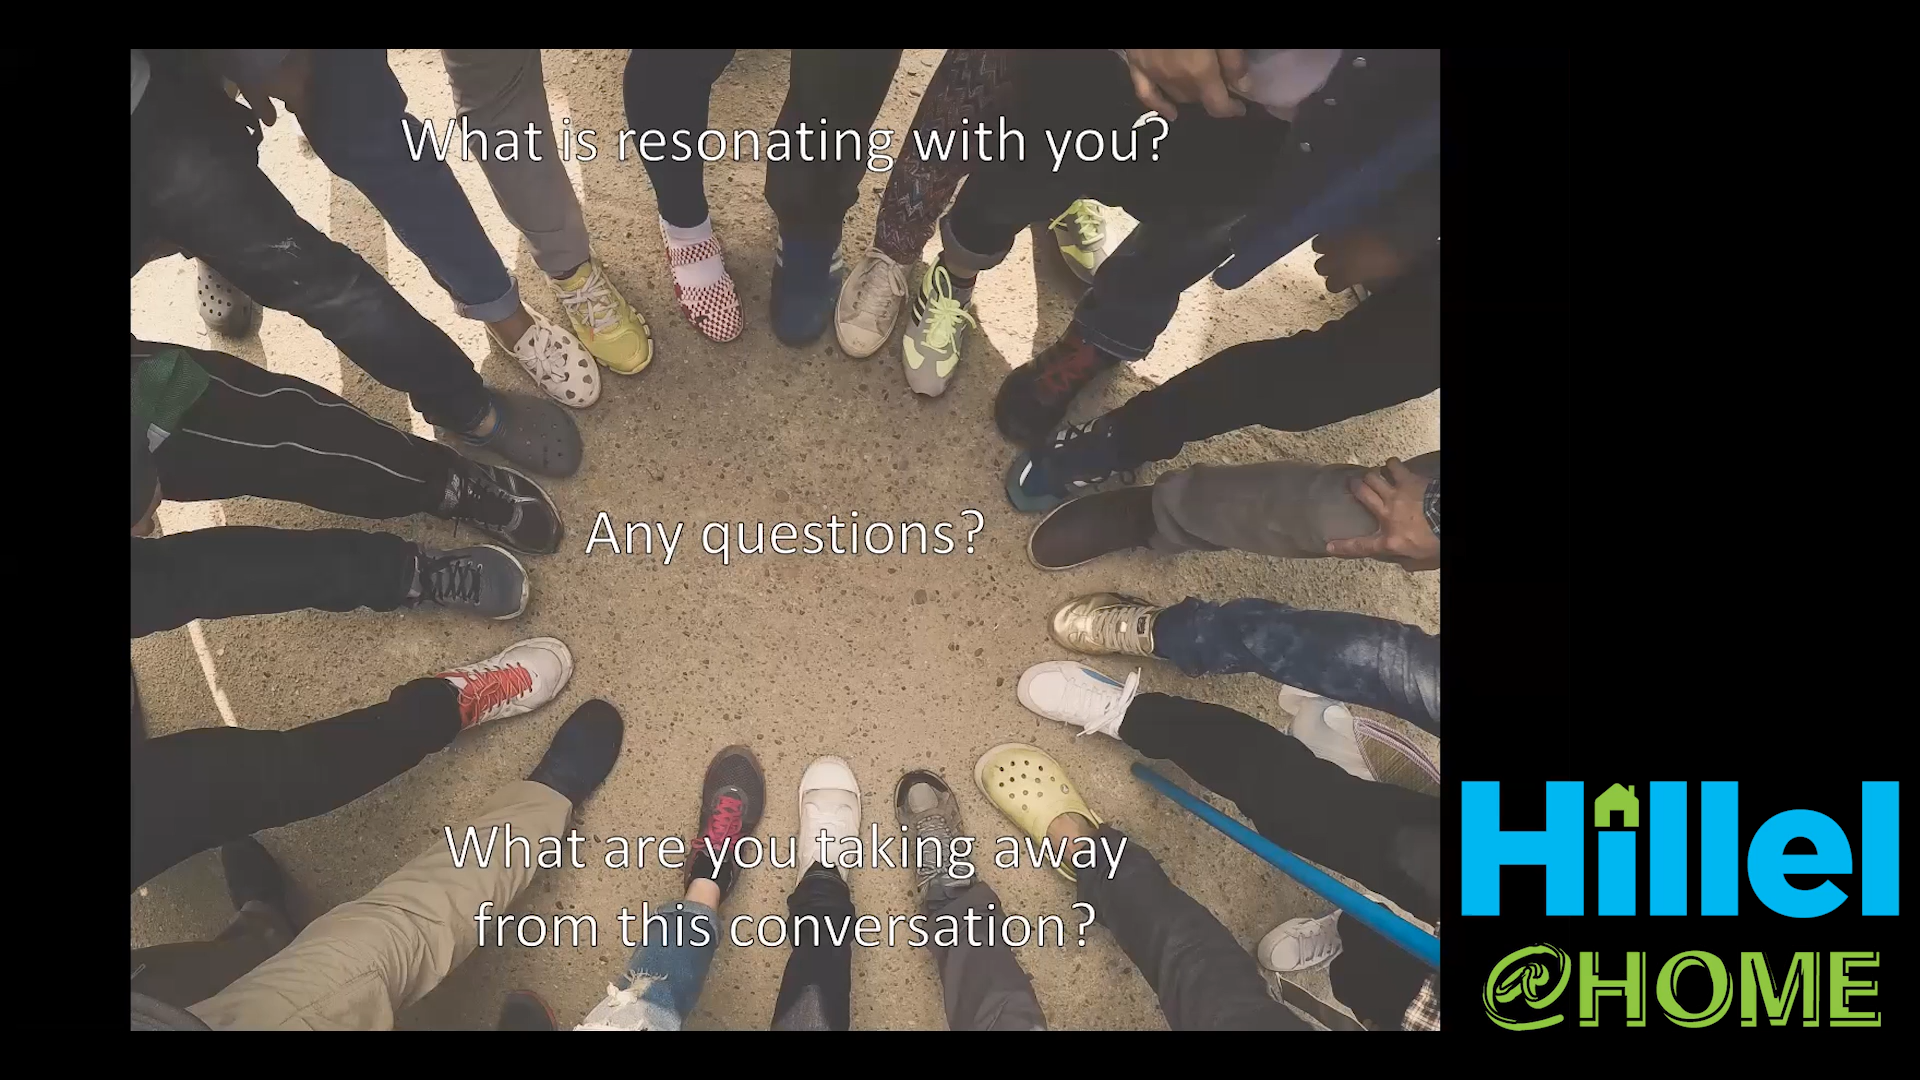 What is resonating with you?
Any questions?
What are you taking away
from this conversation?
Hillel
@HOME